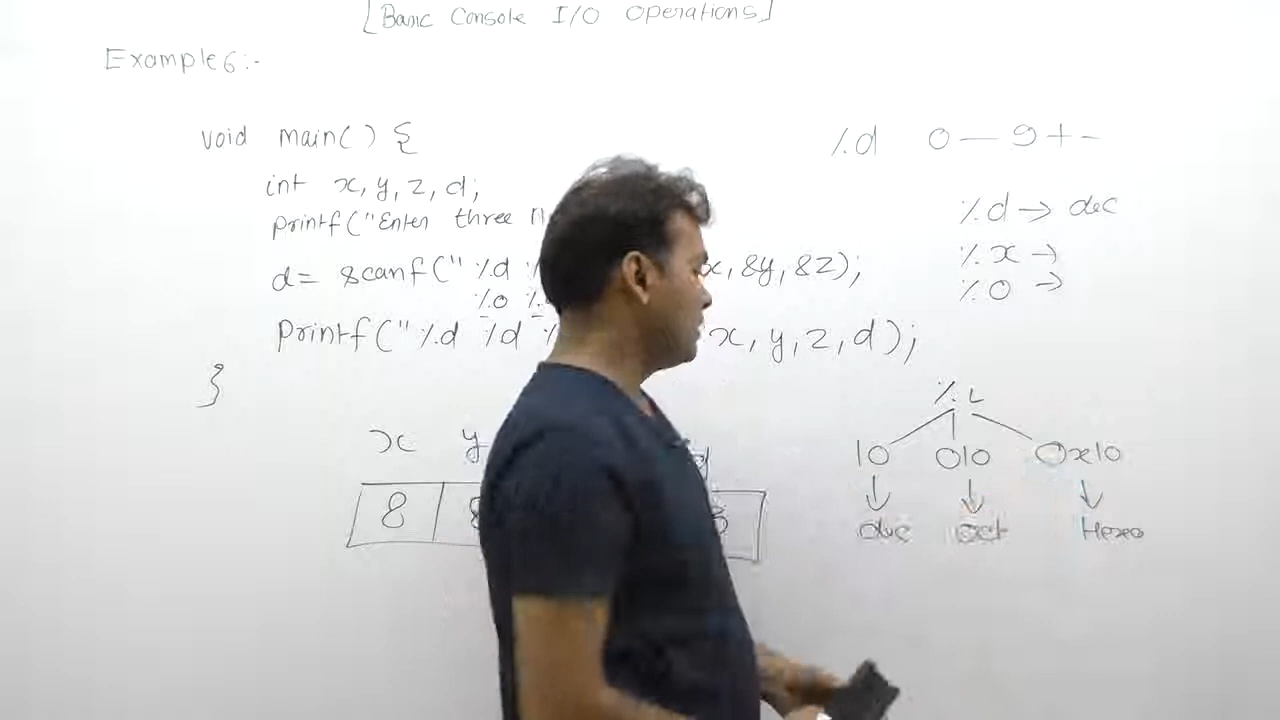 [Basic Console I/O Operations]
Example 6:-
void main() {
int x, y, z, d;
printf("Enter three
d= scanf("%d x, &y, &z);
%o
printf("%d %d x, y, z, d);
}
x y
8
%d 0 — 9 + -
%d → dec
%x →
%o →
%i
10 010 0x10
↓ ↓ ↓
dec Oct Hexa